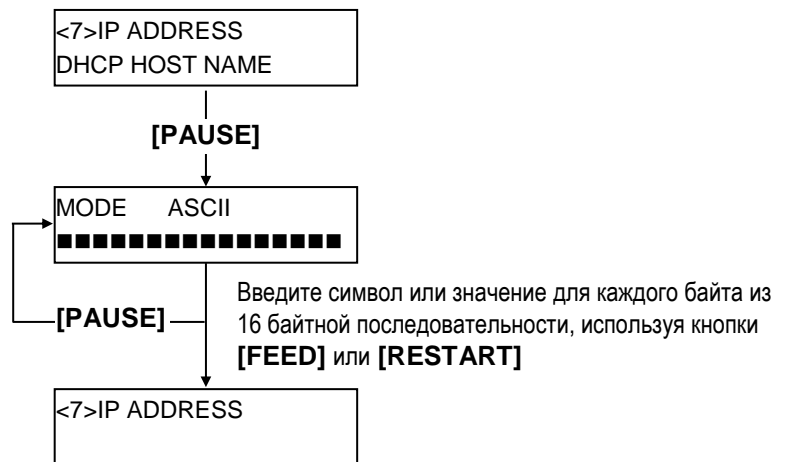 <7>IP ADDRESS
DHCP HOST NAME
[PAUSE]
MODE ASCII
■■■■■■■■■■■■■■■■
[PAUSE]
Введите символ или значение для каждого байта из
16 байтной последовательности, используя кнопки
[FEED] или [RESTART]
<7>IP ADDRESS